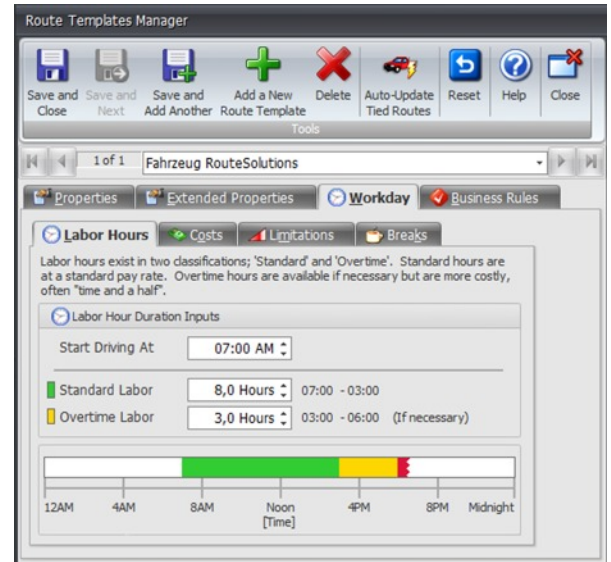 Route Templates Manager
Save and Close
Save and Next
Save and Add Another
Add a New Route Template
Delete
Auto-Update Tied Routes
Reset
Help
Close
Tools
1 of 1
Fahrzeug RouteSolutions
Properties
Extended Properties
Workday
Business Rules
Labor Hours
Costs
Limitations
Breaks
Labor hours exist in two classifications; 'Standard' and 'Overtime'. Standard hours are
at a standard pay rate. Overtime hours are available if necessary but are more costly,
often "time and a half".
Labor Hour Duration Inputs
Start Driving At 07:00 AM
Standard Labor 8,0 Hours 07:00 - 03:00
Overtime Labor 3,0 Hours 03:00 - 06:00 (If necessary)
12AM 4AM 8AM Noon 4PM 8PM Midnight
[Time]